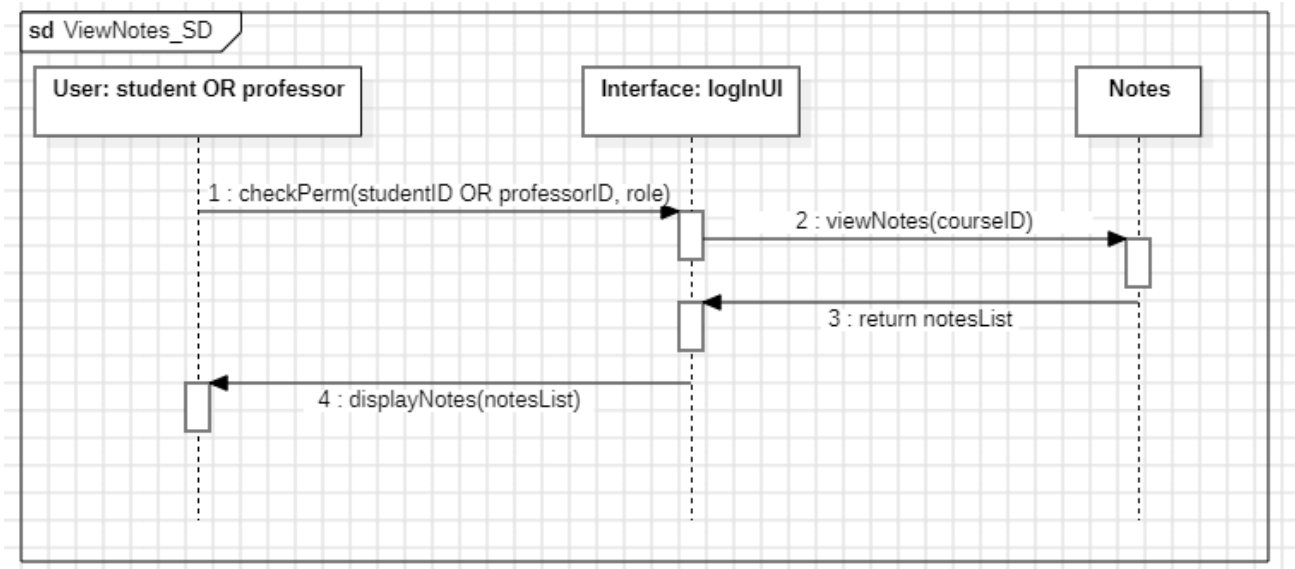 sd ViewNotes_SD
User: student OR professor
Interface: logInUI
Notes
1 : checkPerm(studentID OR professorID, role)
2 : viewNotes(courseID)
3 : return notesList
4 : displayNotes(notesList)